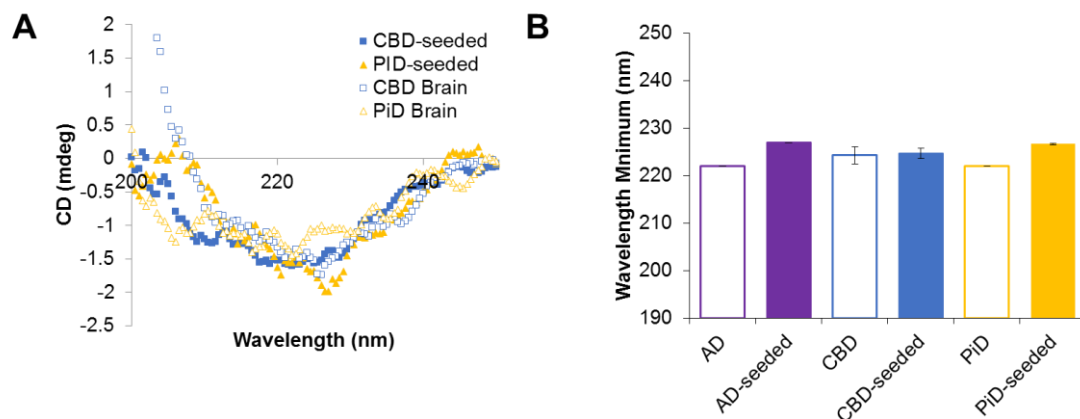 A
CD (mdeg)
2
1.5
1
0.5
0
-0.5
-1
-1.5
-2
-2.5
200
220
240
Wavelength (nm)
CBD-seeded
PID-seeded
CBD Brain
PiD Brain
B
Wavelength Mnimum (nm)
250
240
230
220
210
200
190
AD
AD-seeded
CBD
CBD-seeded
PiD
PID-seeded